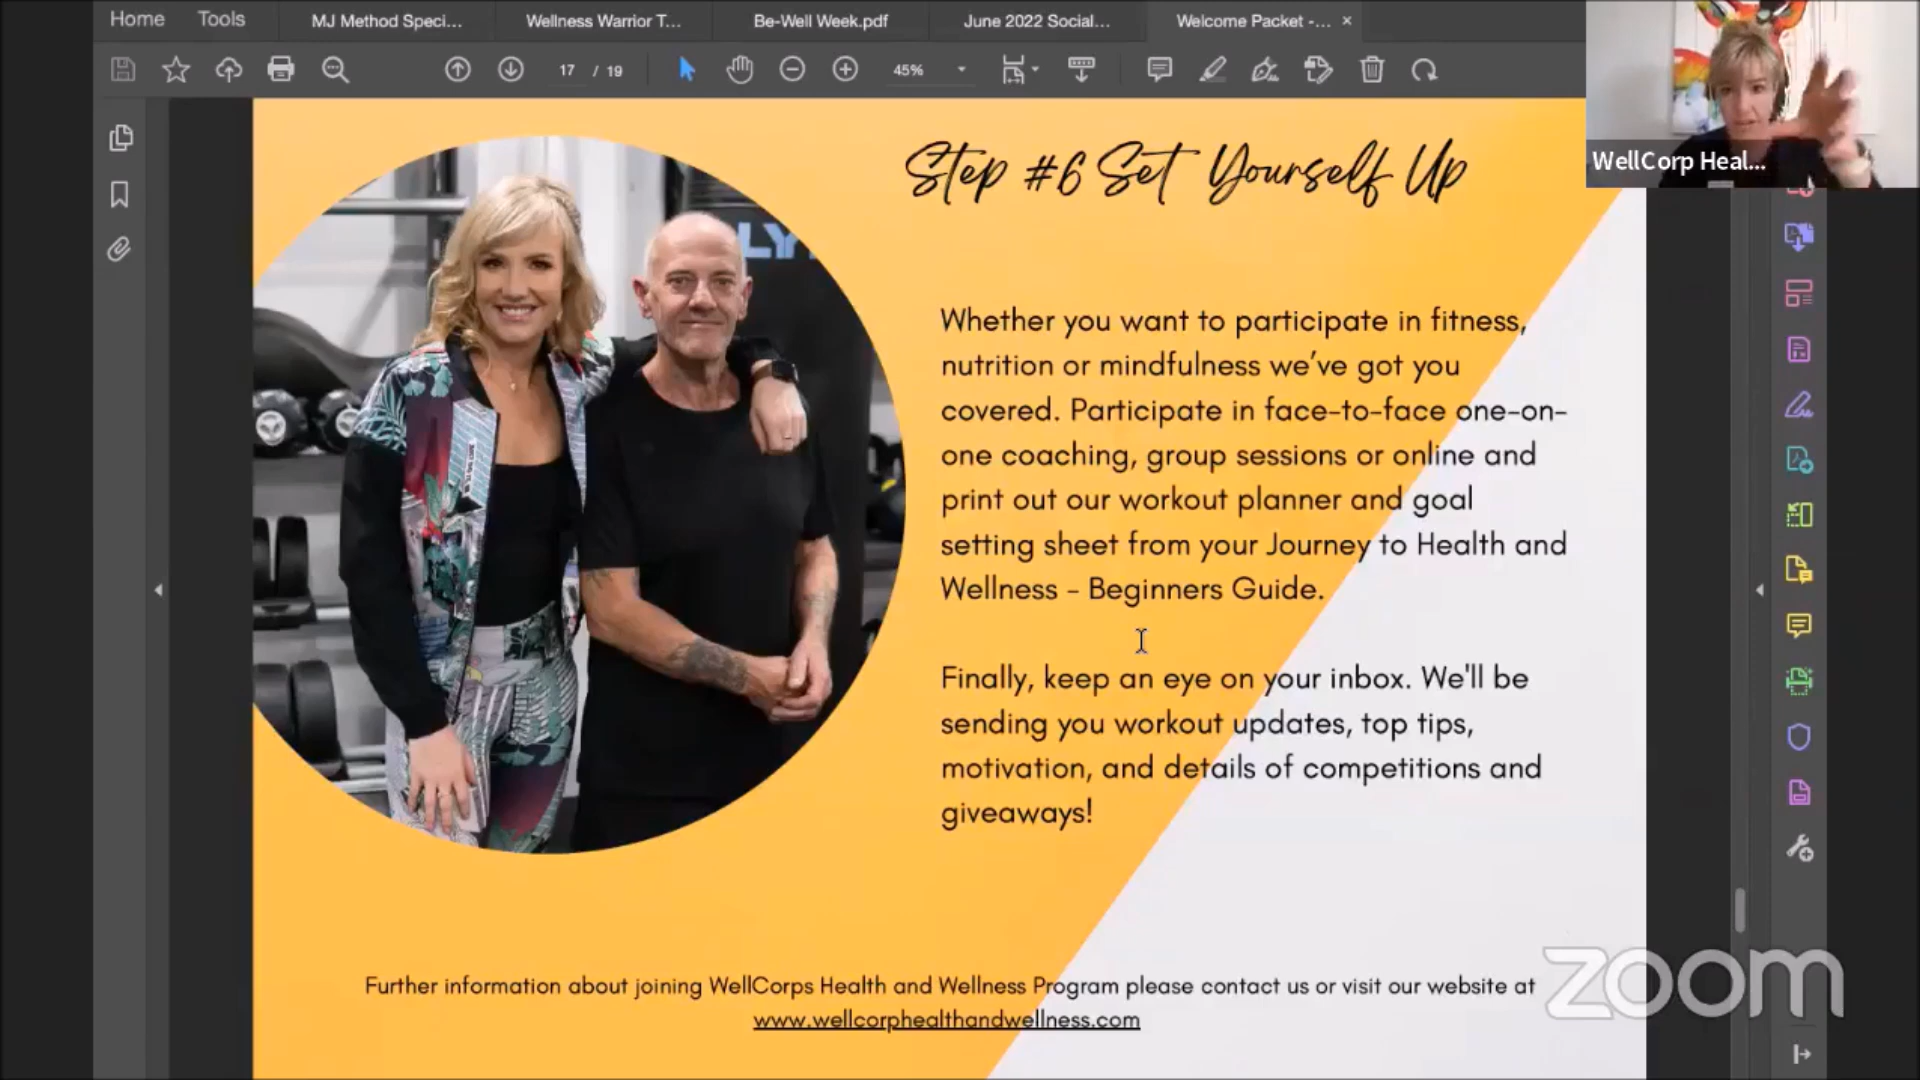 Home Tools MJ Method Speci... Wellness Warrior T... Be-Well Week.pdf June 2022 Social... Welcome Packet -... ×
17 / 19 45%
WellCorp Heal...
Step #6 Set Yourself Up
LY
Whether you want to participate in fitness,
nutrition or mindfulness we've got you
covered. Participate in face-to-face one-on-
one coaching, group sessions or online and
print out our workout planner and goal
setting sheet from your Journey to Health and
Wellness - Beginners Guide.
Finally, keep an eye on your inbox. We'll be
sending you workout updates, top tips,
motivation, and details of competitions and
giveaways!
Further information about joining WellCorps Health and Wellness Program please contact us or visit our website at
www.wellcorphealthandwellness.com
zoom